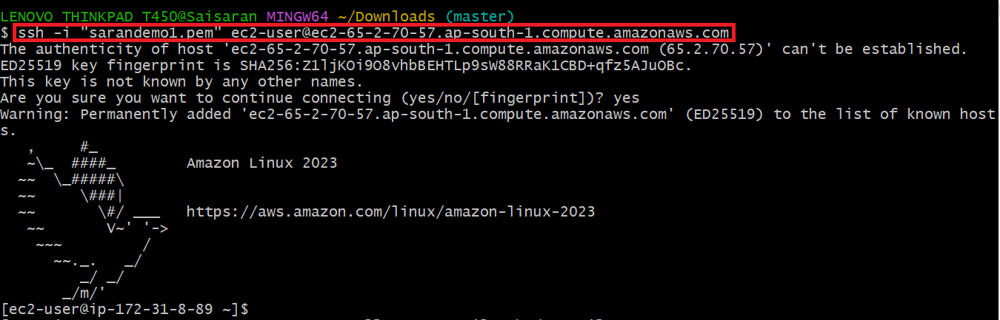 LENOVO THINKPAD T450@Saisaran MINGW64 ~/Downloads (master)
$ ssh -i "sarandemo1.pem" ec2-user@ec2-65-2-70-57.ap-south-1.compute.amazonaws.com
The authenticity of host 'ec2-65-2-70-57.ap-south-1.compute.amazonaws.com (65.2.70.57)' can't be established.
ED25519 key fingerprint is SHA256:Z1ljKOi9O8vhbBEHTLp9sW88RRaK1CBD+qfz5AJuOBc.
This key is not known by any other names.
Are you sure you want to continue connecting (yes/no/[fingerprint])? yes
Warning: Permanently added 'ec2-65-2-70-57.ap-south-1.compute.amazonaws.com' (ED25519) to the list of known host
s.
   ,     #_
   ~\_  ####_        Amazon Linux 2023
  ~~  \_#####\
  ~~     \###|
  ~~       \#/ ___   https://aws.amazon.com/linux/amazon-linux-2023
   ~~       V~' '->
    ~~~         /
      ~~._.   _/
         _/ _/
       _/m/'
[ec2-user@ip-172-31-8-89 ~]$